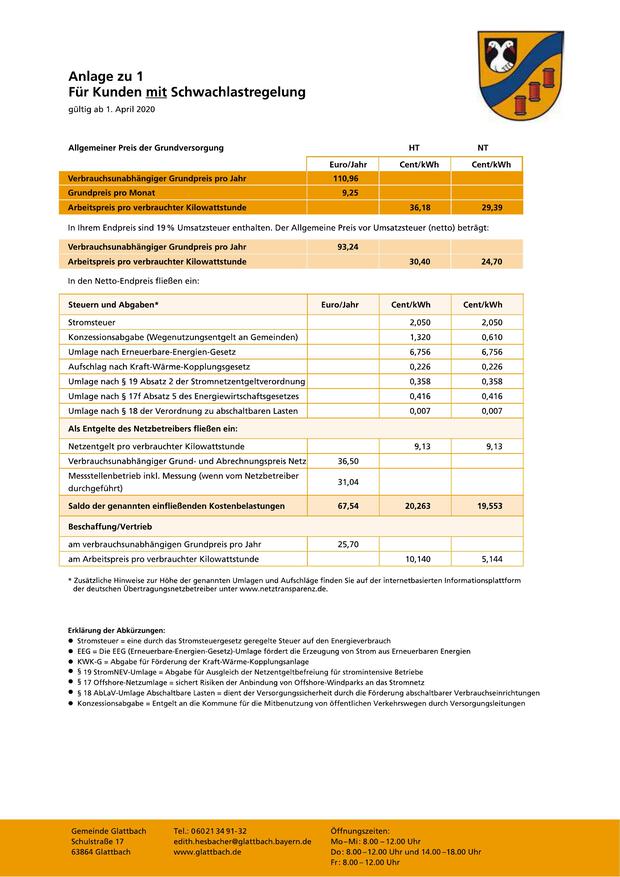 Anlage zu 1
Für Kunden mit Schwachlastregelung
gültig ab 1. April 2020
Allgemeiner Preis der Grundversorgung HT NT
Euro/Jahr Cent/kWh Cent/kWh
Verbrauchsunabhängiger Grundpreis pro Jahr 110,96
Grundpreis pro Monat 9,25
Arbeitspreis pro verbrauchter Kilowattstunde 36,18 29,39
In Ihrem Endpreis sind 19 % Umsatzsteuer enthalten. Der Allgemeine Preis vor Umsatzsteuer (netto) beträgt:
Verbrauchsunabhängiger Grundpreis pro Jahr 93,24
Arbeitspreis pro verbrauchter Kilowattstunde 30,40 24,70
In den Netto-Endpreis fließen ein:
Steuern und Abgaben* Euro/Jahr Cent/kWh Cent/kWh
Stromsteuer 2,050 2,050
Konzessionsabgabe (Wegenutzungsentgelt an Gemeinden) 1,320 0,610
Umlage nach Erneuerbare-Energien-Gesetz 6,756 6,756
Aufschlag nach Kraft-Wärme-Kopplungsgesetz 0,226 0,226
Umlage nach § 19 Absatz 2 der Stromnetzentgeltverordnung 0,358 0,358
Umlage nach § 17f Absatz 5 des Energiewirtschaftsgesetzes 0,416 0,416
Umlage nach § 18 der Verordnung zu abschaltbaren Lasten 0,007 0,007
Als Entgelte des Netzbetreibers fließen ein:
Netzentgelt pro verbrauchter Kilowattstunde 9,13 9,13
Verbrauchsunabhängiger Grund- und Abrechnungspreis Netz 36,50
Messstellenbetrieb inkl. Messung (wenn vom Netzbetreiber
durchgeführt) 31,04
Saldo der genannten einfließenden Kostenbelastungen 67,54 20,263 19,553
Beschaffung/Vertrieb
am verbrauchsunabhängigen Grundpreis pro Jahr 25,70
am Arbeitspreis pro verbrauchter Kilowattstunde 10,140 5,144
* Zusätzliche Hinweise zur Höhe der genannten Umlagen und Aufschläge finden Sie auf der internetbasierten Informationsplattform
der deutschen Übertragungsnetzbetreiber unter www.netztransparenz.de.
Erklärung der Abkürzungen:
● Stromsteuer = eine durch das Stromsteuergesetz geregelte Steuer auf den Energieverbrauch
● EEG = Die EEG (Erneuerbare-Energien-Gesetz)-Umlage fördert die Erzeugung von Strom aus Erneuerbaren Energien
● KWK-G = Abgabe für Förderung der Kraft-Wärme-Kopplungsanlage
● § 19 StromNEV-Umlage = Abgabe für Ausgleich der Netzentgeltbefreiung für stromintensive Betriebe
● § 17 Offshore-Netzumlage = sichert Risiken der Anbindung von Offshore-Windparks an das Stromnetz
● § 18 AbLaV-Umlage Abschaltbare Lasten = dient der Versorgungssicherheit durch die Förderung abschaltbarer Verbrauchseinrichtungen
● Konzessionsabgabe = Entgelt an die Kommune für die Mitbenutzung von öffentlichen Verkehrswegen durch Versorgungsleitungen
Gemeinde Glattbach Tel.: 0 60 21 34 91-32 Öffnungszeiten:
Schulstraße 17 edith.hesbacher@glattbach.bayern.de Mo–Mi: 8.00 – 12.00 Uhr
63864 Glattbach www.glattbach.de Do: 8.00–12.00 Uhr und 14.00 –18.00 Uhr
Fr: 8.00 – 12.00 Uhr